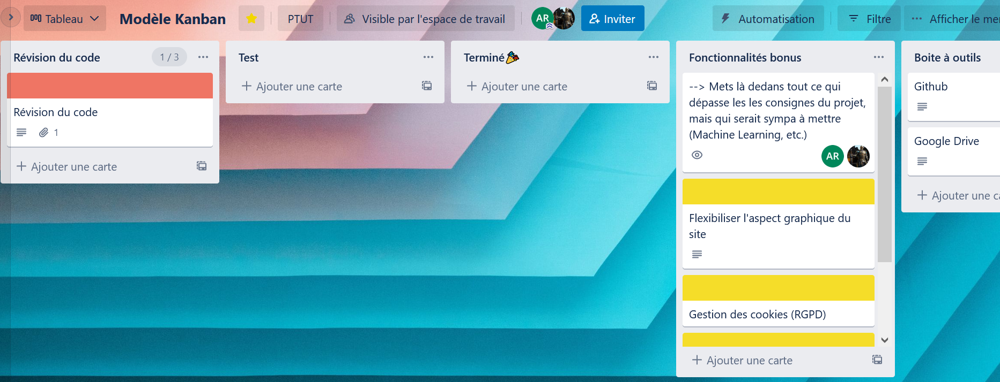 Tableau
Modèle Kanban
PTUT
Visible par l'espace de travail
AR
Inviter
Automatisation
Filtre
Afficher le
Révision du code
1 / 3
Révision du code
1
Ajouter une carte
Test
Ajouter une carte
Terminé
Ajouter une carte
Fonctionnalités bonus
--> Mets là dedans tout ce qui
dépasse les les consignes du projet,
mais qui serait sympa à mettre
(Machine Learning, etc.)
AR
Flexibiliser l'aspect graphique du
site
Gestion des cookies (RGPD)
Ajouter une carte
Boite à outils
Github
Google Drive
Ajouter une